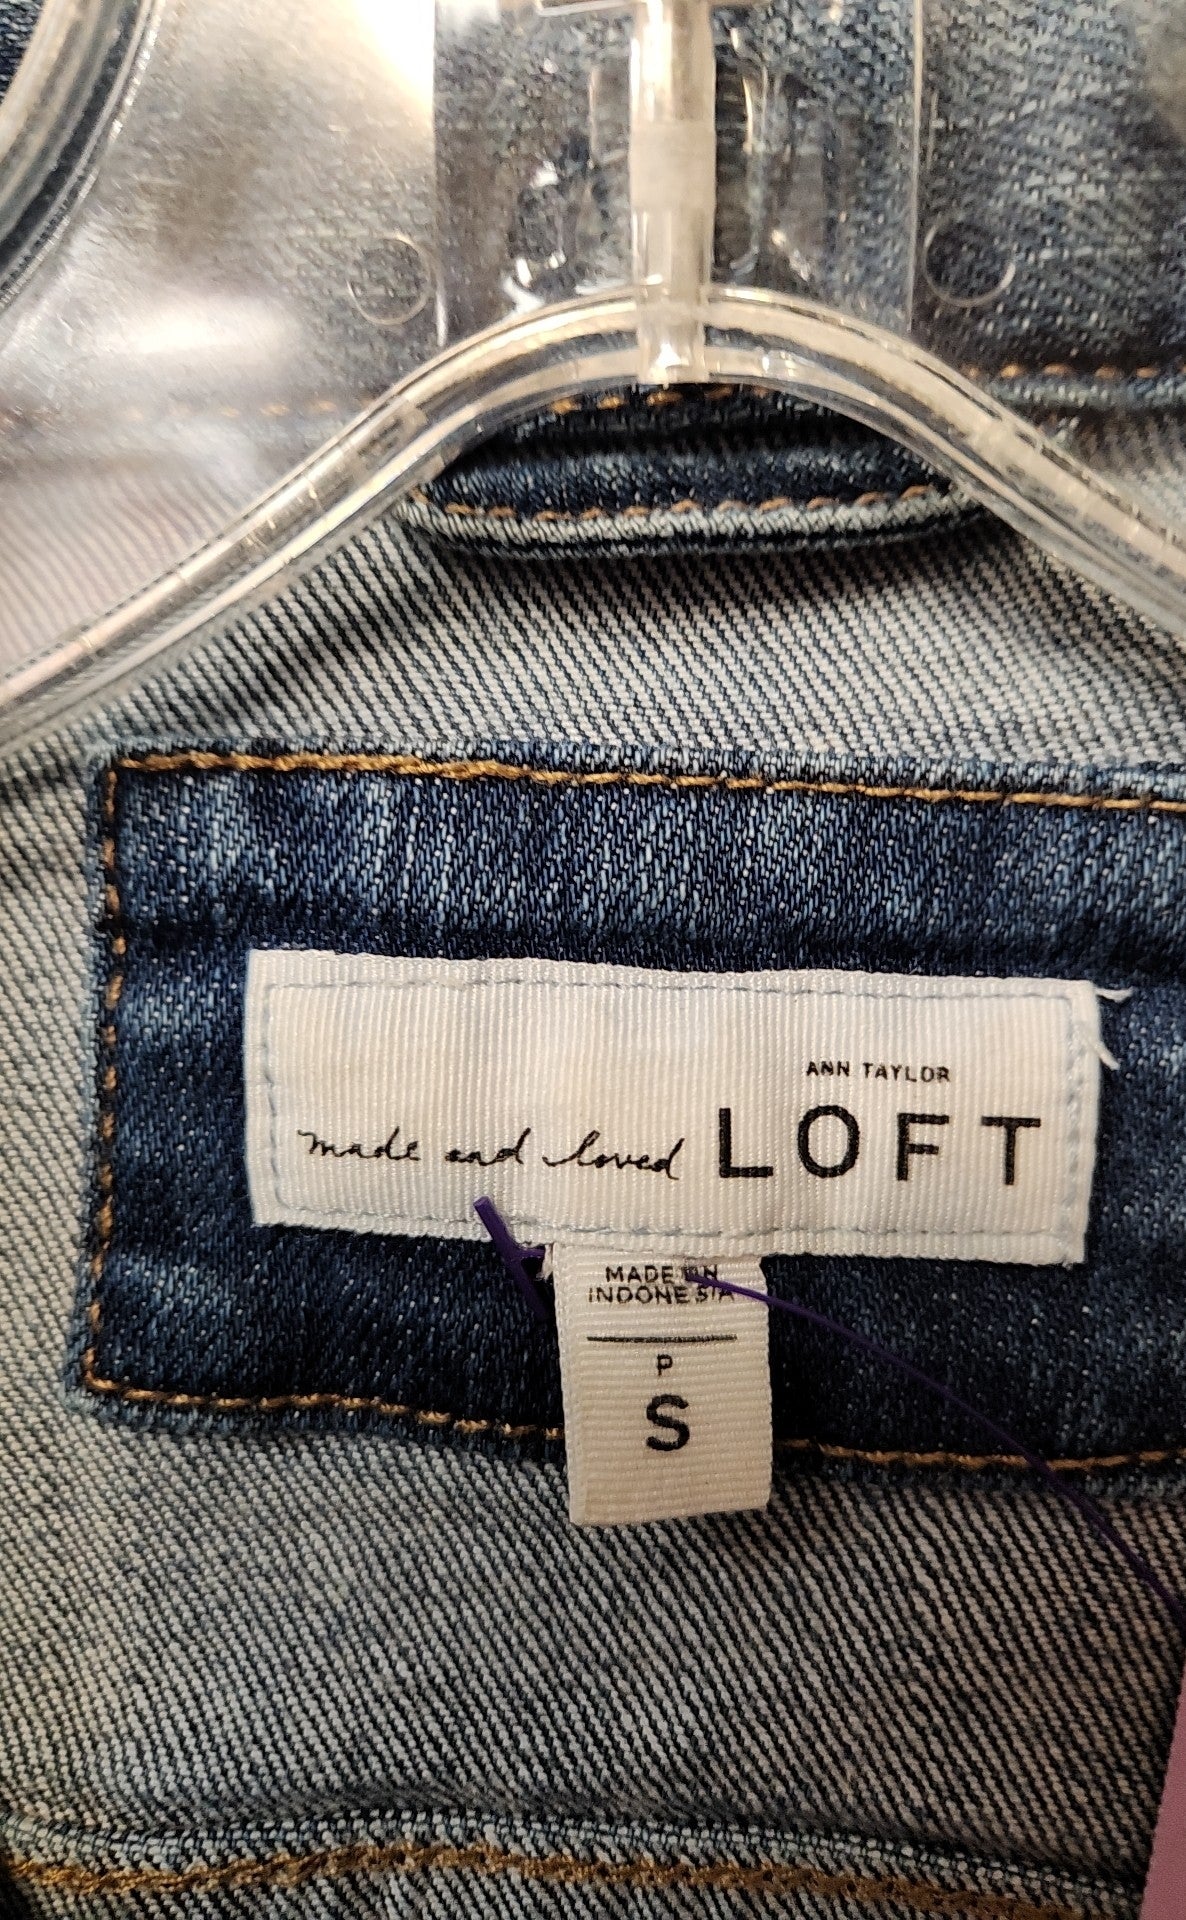 ANN TAYLOR
made and loved LOFT
MADE IN
INDONESIA
P
S